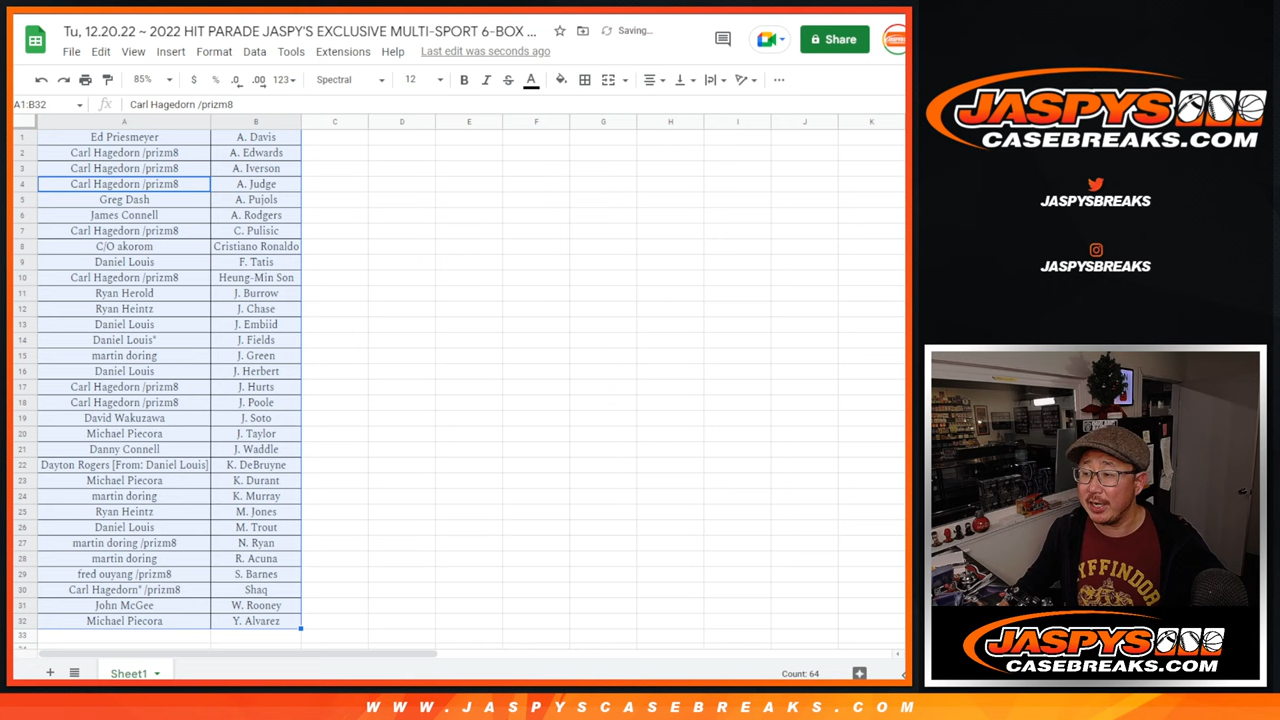 Tu, 12.20.22 ~ 2022 HIT PARADE JASPY'S EXCLUSIVE MULTI-SPORT 6-BOX ...
Saving...
Share
File Edit View Insert Format Data Tools Extensions Help Last edit was seconds ago
85% $ % .0 .00 123 Spectral 12 B I S A
A1:B32 fx Carl Hagedorn /prizm8
A B C D E F G H I J K
1 Ed Priesmeyer A. Davis
2 Carl Hagedorn /prizm8 A. Edwards
3 Carl Hagedorn /prizm8 A. Iverson
4 Carl Hagedorn /prizm8 A. Judge
5 Greg Dash A. Pujols
6 James Connell A. Rodgers
7 Carl Hagedorn /prizm8 C. Pulisic
8 C/O akorom Cristiano Ronaldo
9 Daniel Louis F. Tatis
10 Carl Hagedorn /prizm8 Heung-Min Son
11 Ryan Herold J. Burrow
12 Ryan Heintz J. Chase
13 Daniel Louis J. Embiid
14 Daniel Louis* J. Fields
15 martin doring J. Green
16 Daniel Louis J. Herbert
17 Carl Hagedorn /prizm8 J. Hurts
18 Carl Hagedorn /prizm8 J. Poole
19 David Wakuzawa J. Soto
20 Michael Piecora J. Taylor
21 Danny Connell J. Waddle
22 Dayton Rogers [From: Daniel Louis] K. DeBruyne
23 Michael Piecora K. Durant
24 martin doring K. Murray
25 Ryan Heintz M. Jones
26 Daniel Louis M. Trout
27 martin doring /prizm8 N. Ryan
28 martin doring R. Acuna
29 fred ouyang /prizm8 S. Barnes
30 Carl Hagedorn* /prizm8 Shaq
31 John McGee W. Rooney
32 Michael Piecora Y. Alvarez
33
Sheet1
Count: 64
JASPYS
CASEBREAKS.COM
JASPYSBREAKS
JASPYSBREAKS
GRYFFINDOR
JASPYS
CASEBREAKS.COM
WWW.JASPYSCASEBREAKS.COM